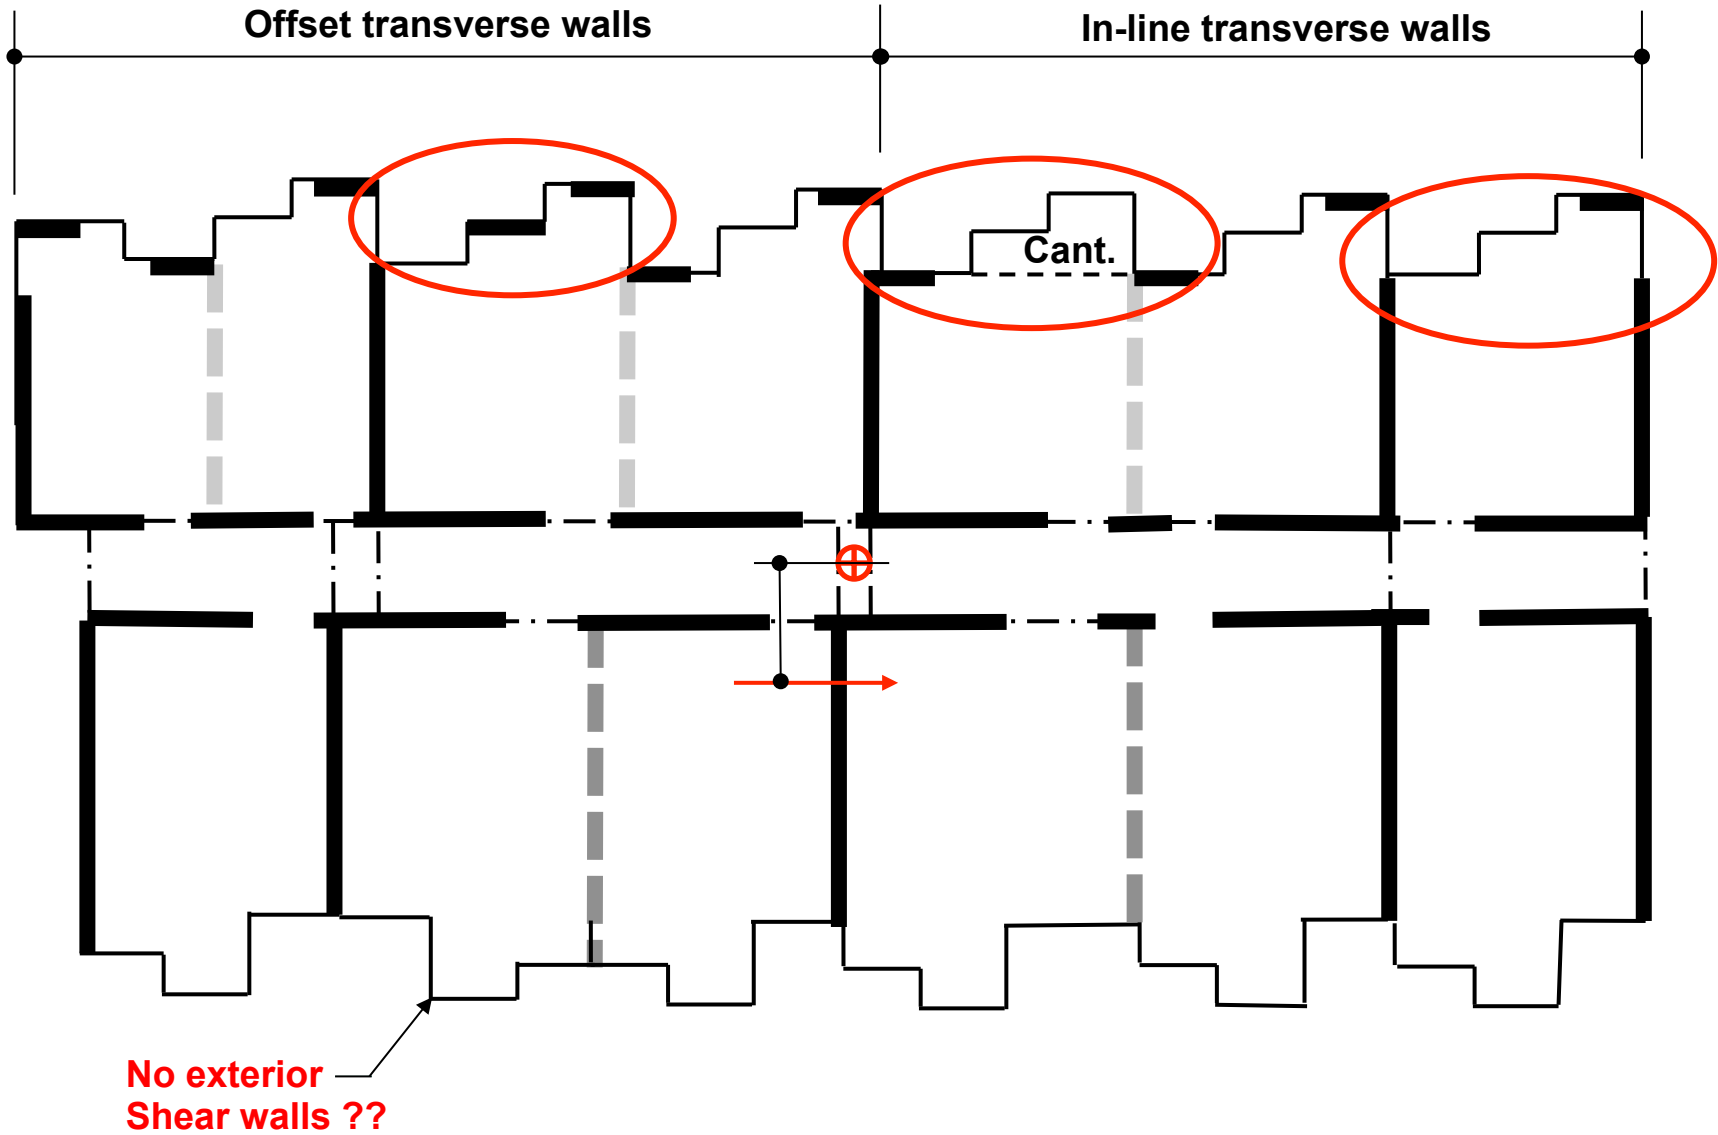 Offset transverse walls
In-line transverse walls
Cant.
No exterior
Shear walls ??